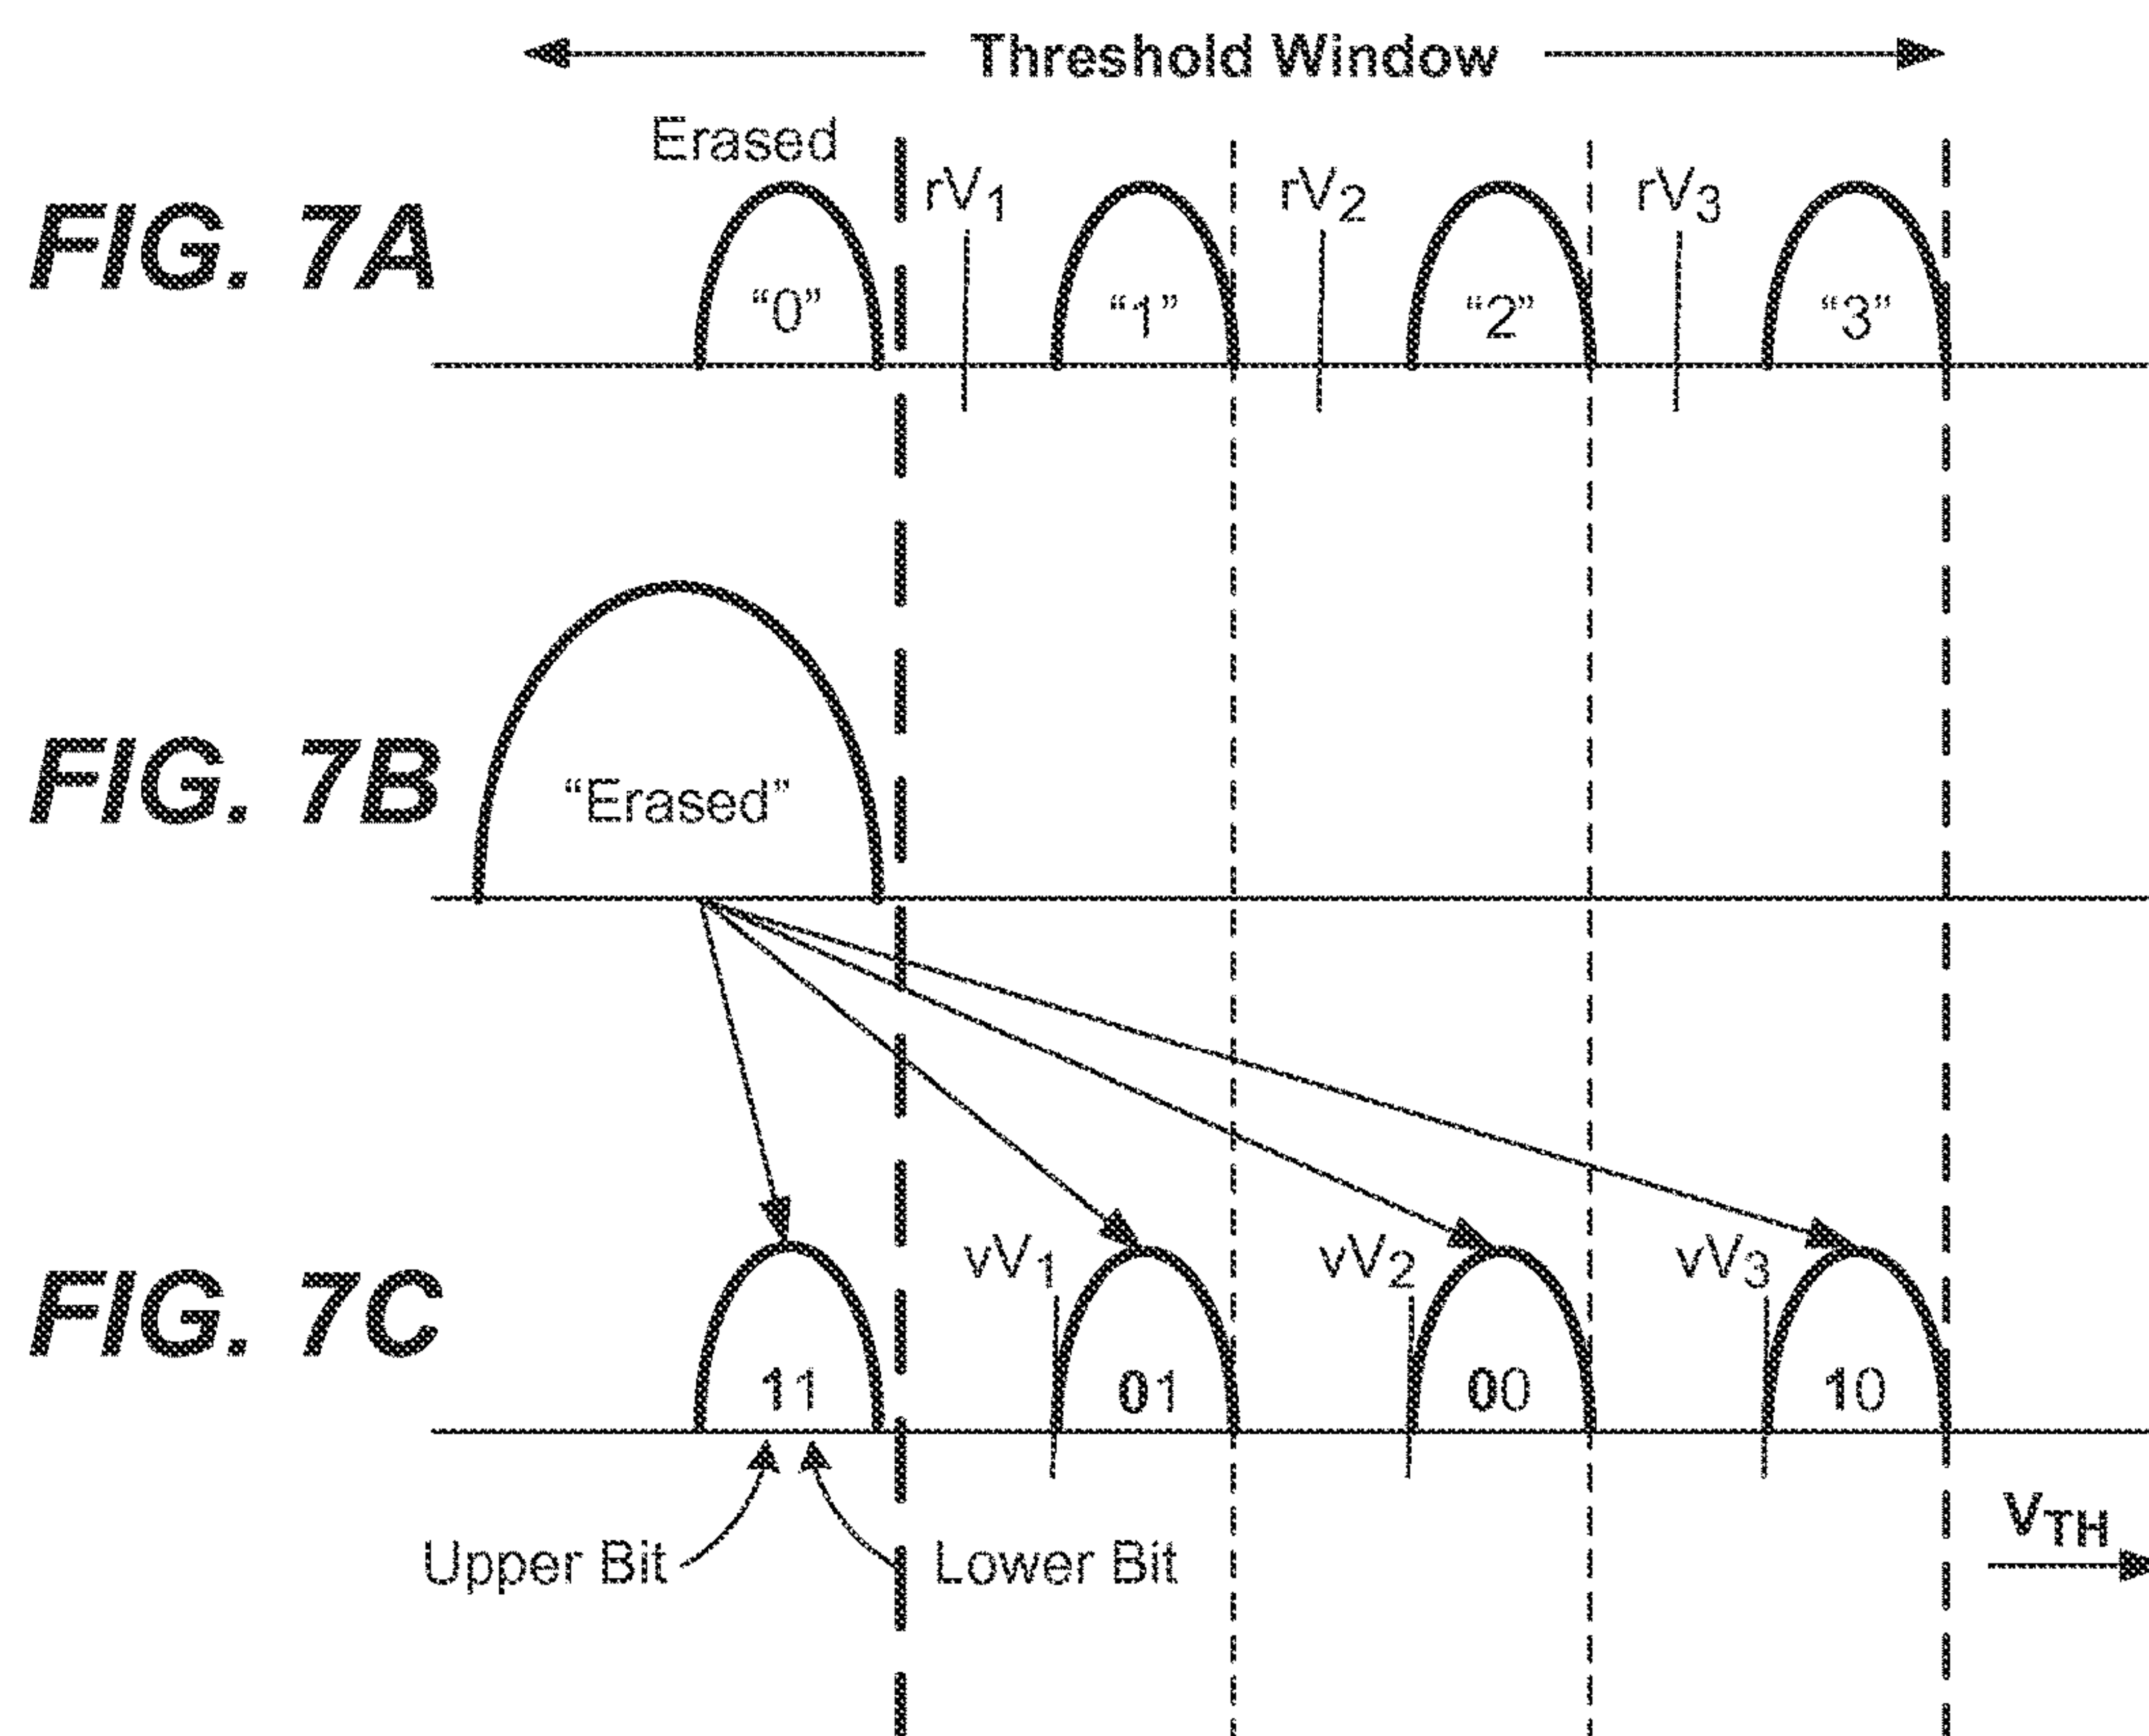 Threshold Window
Erased
FIG. 7A
rV1
rV2
rV3
“0”
“1”
“2”
“3”
FIG. 7B
“Erased”
FIG. 7C
vV1
vV2
vV3
11
01
00
10
Upper Bit
Lower Bit
VTH